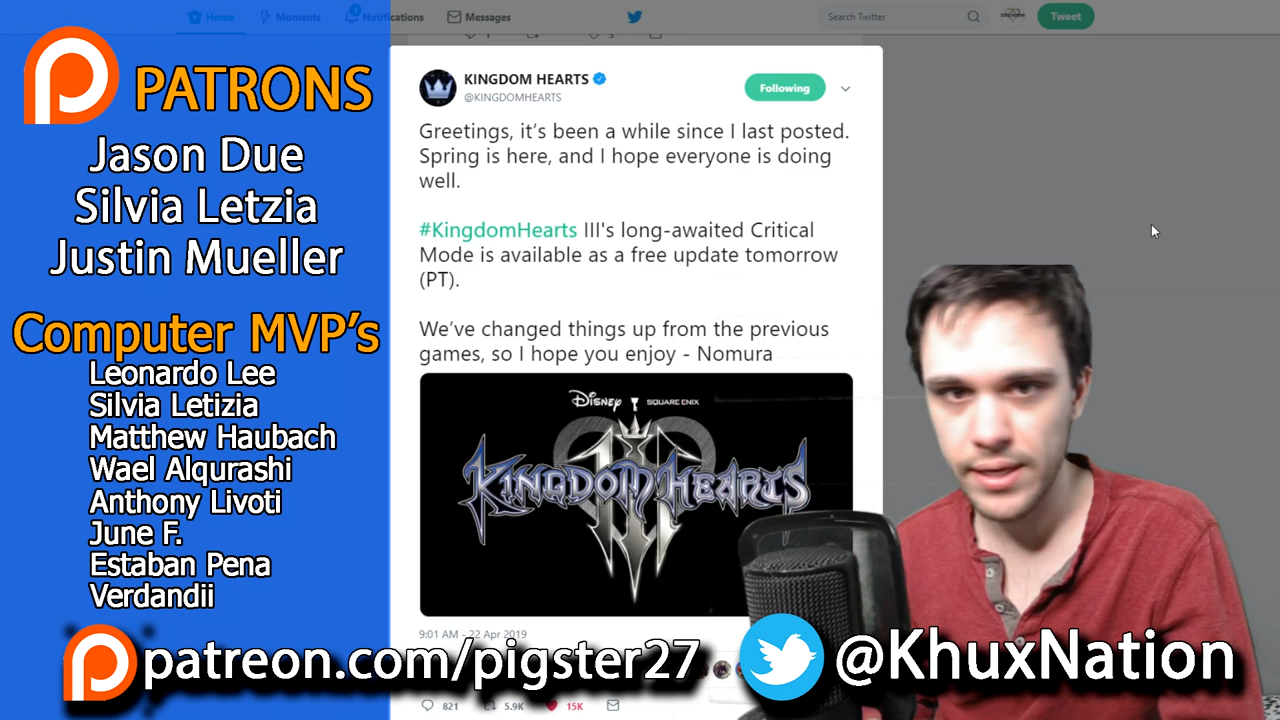 Home
Moments
Notifications
Messages
Search Twitter
Tweet
PATRONS
Jason Due
Silvia Letzia
Justin Mueller
Computer MVP's
Leonardo Lee
Silvia Letizia
Matthew Haubach
Wael Alqurashi
Anthony Livoti
June F.
Estaban Pena
Verdandii
KINGDOM HEARTS
@KINGDOMHEARTS
Following
Greetings, it's been a while since I last posted.
Spring is here, and I hope everyone is doing
well.
#KingdomHearts III's long-awaited Critical
Mode is available as a free update tomorrow
(PT).
We've changed things up from the previous
games, so I hope you enjoy - Nomura
Disney
SQUARE ENIX
KINGDOM HEARTS
III
9:01 AM - 22 Apr 2019
patreon.com/pigster27
@KhuxNation
821
5.9K
15K